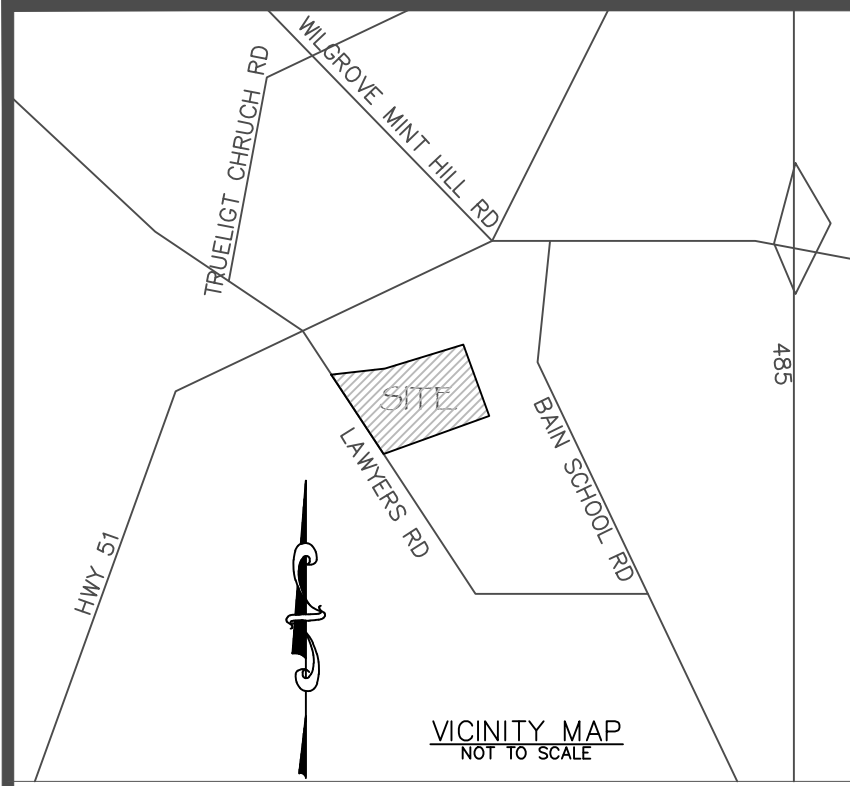 WILGROVE MINT HILL RD
TRUELIGT CHRUCH RD
485
SITE
BAIN SCHOOL RD
LAWYERS RD
HWY 51
VICINITY MAP
NOT TO SCALE